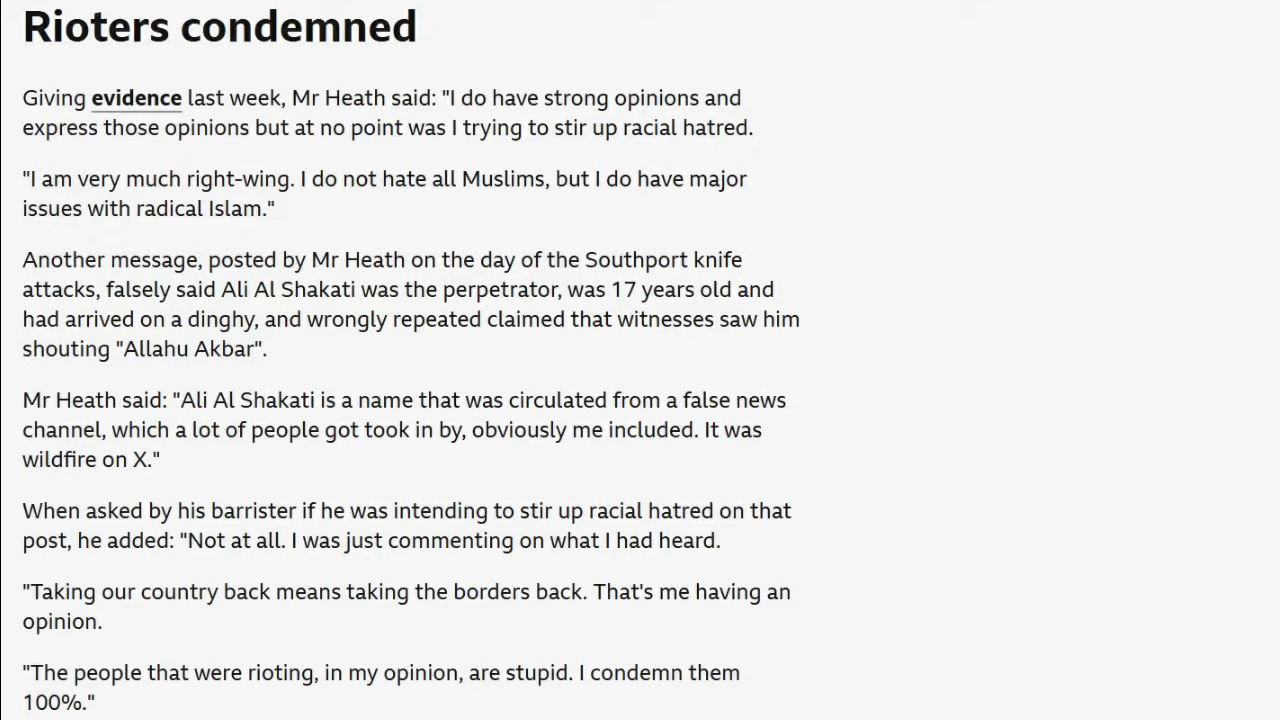 Rioters condemned
Giving evidence last week, Mr Heath said: "I do have strong opinions and
express those opinions but at no point was I trying to stir up racial hatred.
"I am very much right-wing. I do not hate all Muslims, but I do have major
issues with radical Islam."
Another message, posted by Mr Heath on the day of the Southport knife
attacks, falsely said Ali Al Shakati was the perpetrator, was 17 years old and
had arrived on a dinghy, and wrongly repeated claimed that witnesses saw him
shouting "Allahu Akbar".
Mr Heath said: "Ali Al Shakati is a name that was circulated from a false news
channel, which a lot of people got took in by, obviously me included. It was
wildfire on X."
When asked by his barrister if he was intending to stir up racial hatred on that
post, he added: "Not at all. I was just commenting on what I had heard.
"Taking our country back means taking the borders back. That's me having an
opinion.
"The people that were rioting, in my opinion, are stupid. I condemn them
100%."